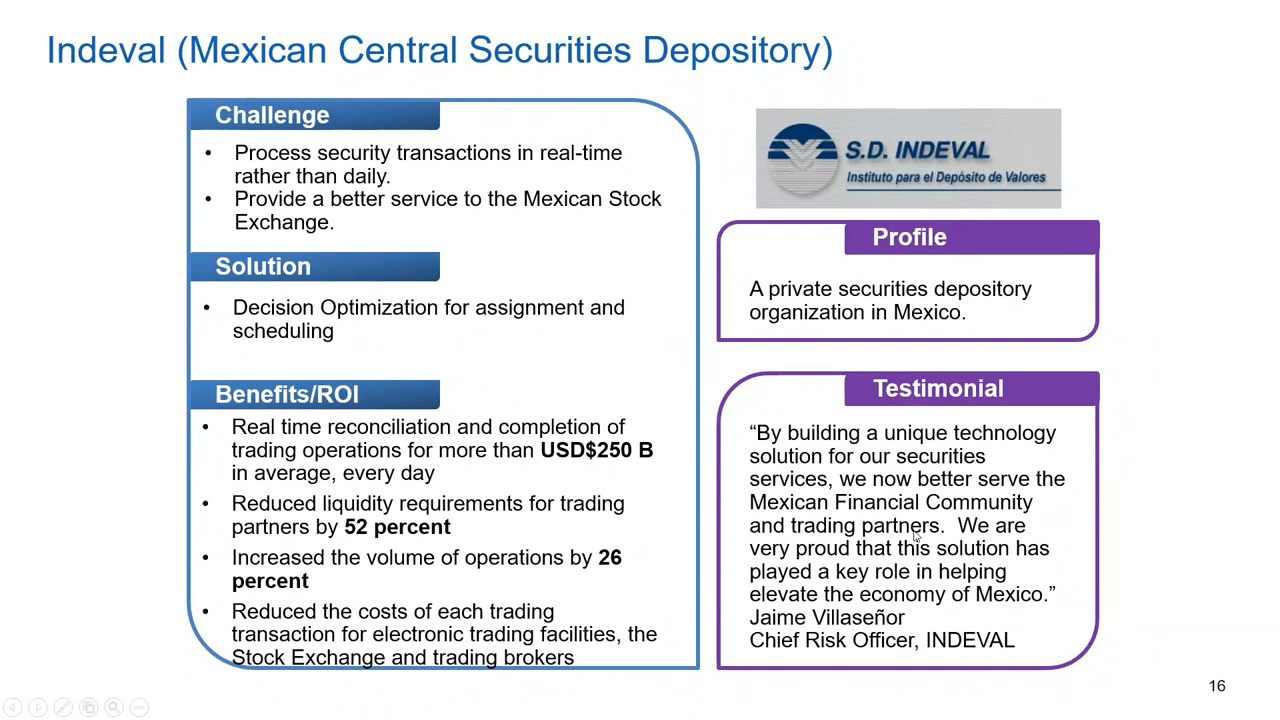 Indeval (Mexican Central Securities Depository)
Challenge
• Process security transactions in real-time
rather than daily.
• Provide a better service to the Mexican Stock
Exchange.
Solution
• Decision Optimization for assignment and
scheduling
Benefits/ROI
• Real time reconciliation and completion of
trading operations for more than USD$250 B
in average, every day
• Reduced liquidity requirements for trading
partners by 52 percent
• Increased the volume of operations by 26
percent
• Reduced the costs of each trading
transaction for electronic trading facilities, the
Stock Exchange and trading brokers
S.D. INDEVAL
Instituto para el Depósito de Valores
Profile
A private securities depository
organization in Mexico.
Testimonial
“By building a unique technology
solution for our securities
services, we now better serve the
Mexican Financial Community
and trading partners.  We are
very proud that this solution has
played a key role in helping
elevate the economy of Mexico.”
Jaime Villaseñor
Chief Risk Officer, INDEVAL
16